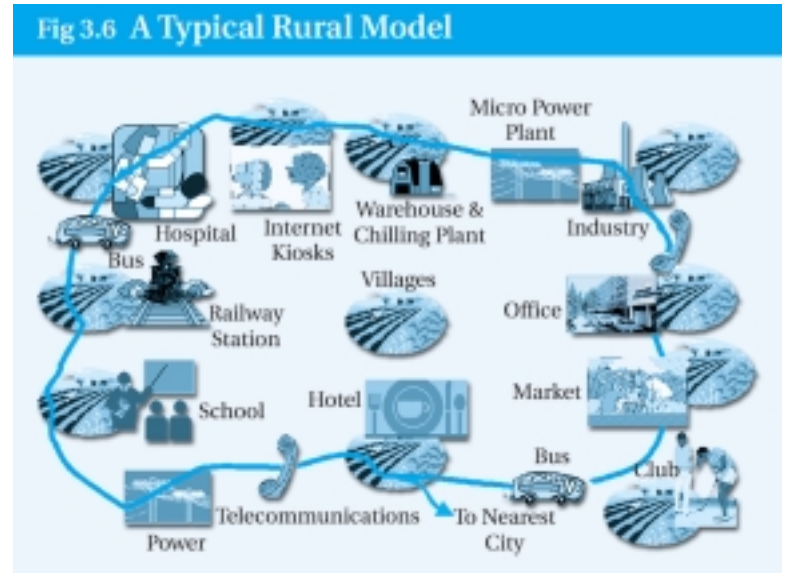 Fig 3.6 A Typical Rural Model
Micro Power
Plant
Hospital
Internet
Kiosks
Warehouse &
Chilling Plant
Industry
Bus
Villages
Railway
Station
Office
School
Hotel
Market
Bus
Club
Telecommunications
To Nearest
City
Power